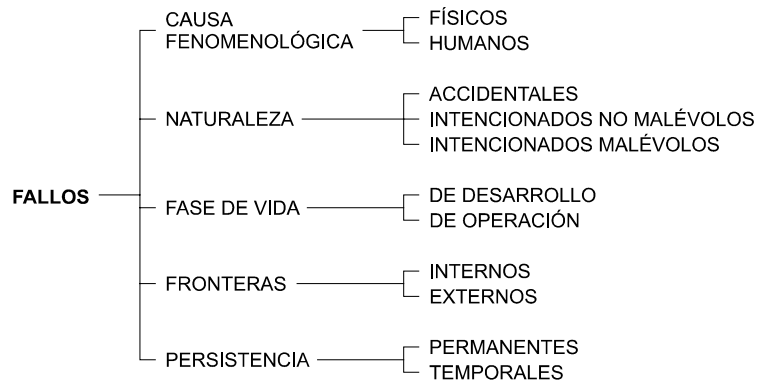 CAUSA
FENOMENOLÓGICA
FÍSICOS
HUMANOS
NATURALEZA
ACCIDENTALES
INTENCIONADOS NO MALÉVOLOS
INTENCIONADOS MALÉVOLOS
FALLOS
FASE DE VIDA
DE DESARROLLO
DE OPERACIÓN
FRONTERAS
INTERNOS
EXTERNOS
PERSISTENCIA
PERMANENTES
TEMPORALES